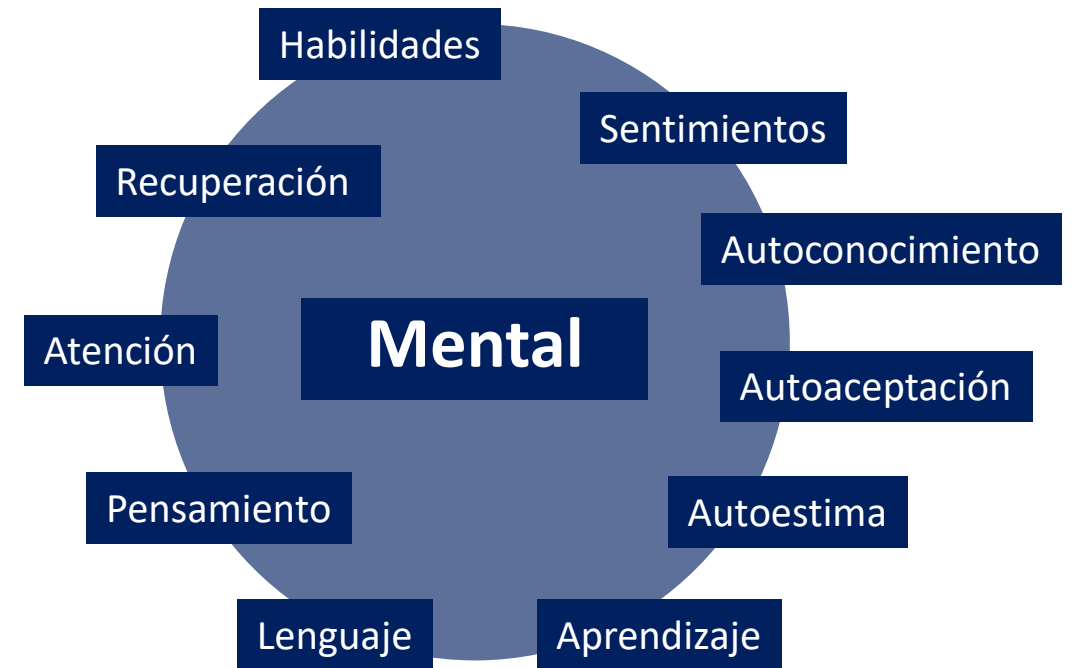 Habilidades
Sentimientos
Recuperación
Autoconocimiento
Mental
Atención
Autoaceptación
Pensamiento
Autoestima
Lenguaje
Aprendizaje